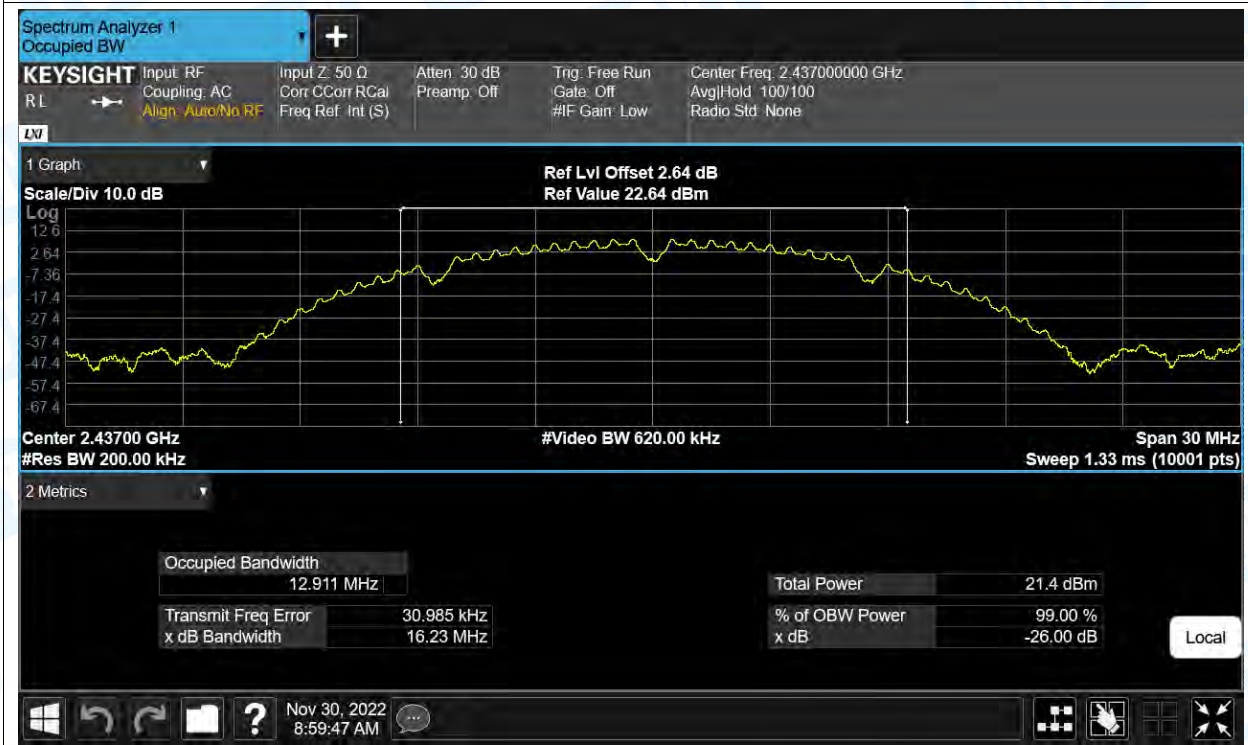 Spectrum Analyzer 1
Occupied BW
+
KEYSIGHT
RL
LXI
Input: RF
Coupling: AC
Align: Auto/No RF
Input Z: 50 Ω
Corr CCorr RCal
Freq Ref: Int (S)
Atten: 30 dB
Preamp: Off
Trig: Free Run
Gate: Off
#IF Gain: Low
Center Freq: 2.437000000 GHz
Avg|Hold: 100/100
Radio Std: None
1 Graph
Scale/Div 10.0 dB
Ref Lvl Offset 2.64 dB
Ref Value 22.64 dBm
Log
12.6
2.64
-7.36
-17.4
-27.4
-37.4
-47.4
-57.4
-67.4
Center 2.43700 GHz
#Res BW 200.00 kHz
#Video BW 620.00 kHz
Span 30 MHz
Sweep 1.33 ms (10001 pts)
2 Metrics
Occupied Bandwidth
12.911 MHz
Transmit Freq Error 30.985 kHz
x dB Bandwidth 16.23 MHz
Total Power 21.4 dBm
% of OBW Power 99.00 %
x dB -26.00 dB
Local
?
Nov 30, 2022
8:59:47 AM